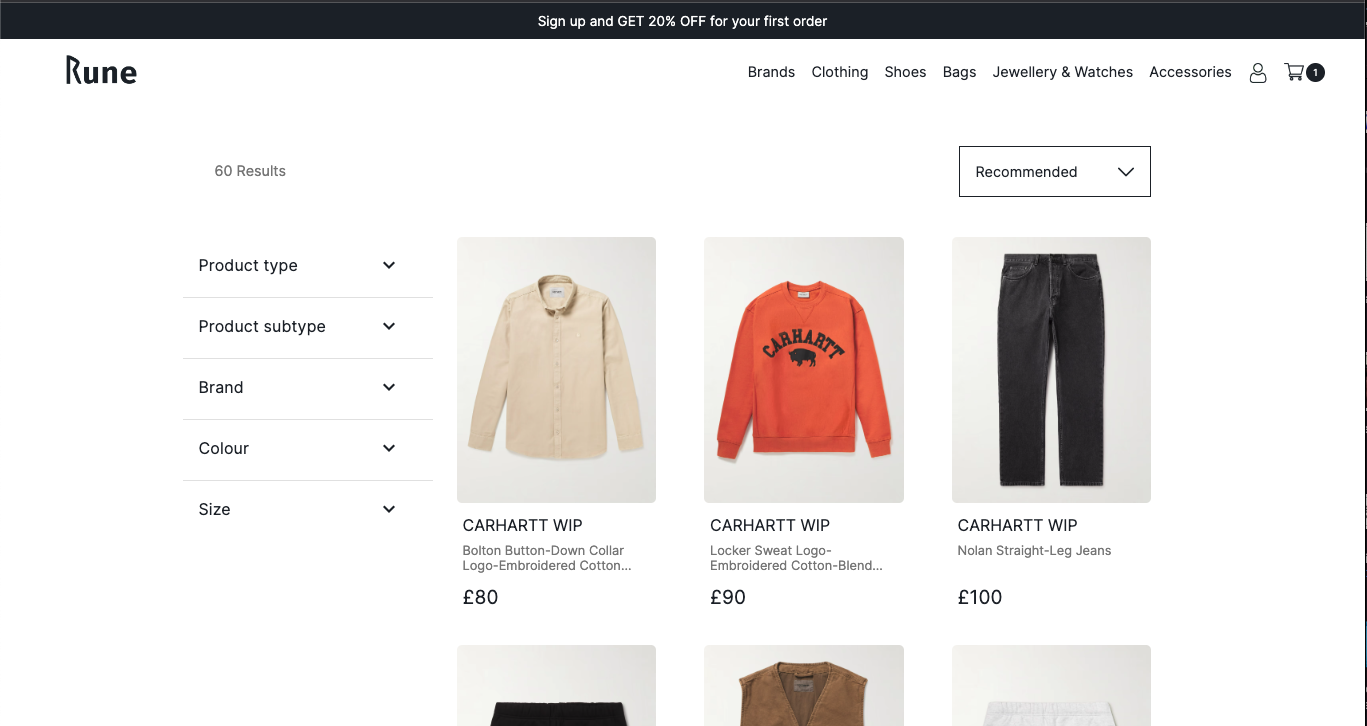 Sign up and GET 20% OFF for your first order
Rune
Brands Clothing Shoes Bags Jewellery & Watches Accessories 1
60 Results
Recommended
Product type
Product subtype
Brand
Colour
Size
CARHARTT
CARHARTT WIP
Bolton Button-Down Collar
Logo-Embroidered Cotton...
£80
CARHARTT WIP
Locker Sweat Logo-
Embroidered Cotton-Blend...
£90
CARHARTT WIP
Nolan Straight-Leg Jeans
£100